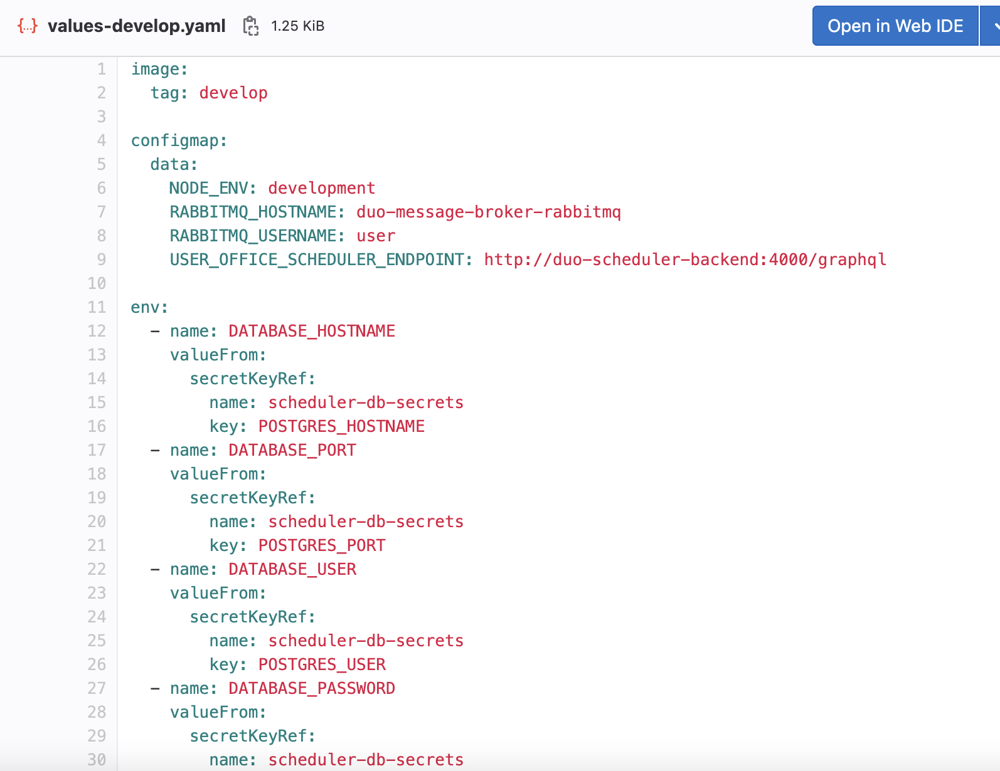 {...} values-develop.yaml 1.25 KiB Open in Web IDE
1 image:
2   tag: develop
3
4 configmap:
5   data:
6     NODE_ENV: development
7     RABBITMQ_HOSTNAME: duo-message-broker-rabbitmq
8     RABBITMQ_USERNAME: user
9     USER_OFFICE_SCHEDULER_ENDPOINT: http://duo-scheduler-backend:4000/graphql
10
11 env:
12   - name: DATABASE_HOSTNAME
13     valueFrom:
14       secretKeyRef:
15         name: scheduler-db-secrets
16         key: POSTGRES_HOSTNAME
17   - name: DATABASE_PORT
18     valueFrom:
19       secretKeyRef:
20         name: scheduler-db-secrets
21         key: POSTGRES_PORT
22   - name: DATABASE_USER
23     valueFrom:
24       secretKeyRef:
25         name: scheduler-db-secrets
26         key: POSTGRES_USER
27   - name: DATABASE_PASSWORD
28     valueFrom:
29       secretKeyRef:
30         name: scheduler-db-secrets